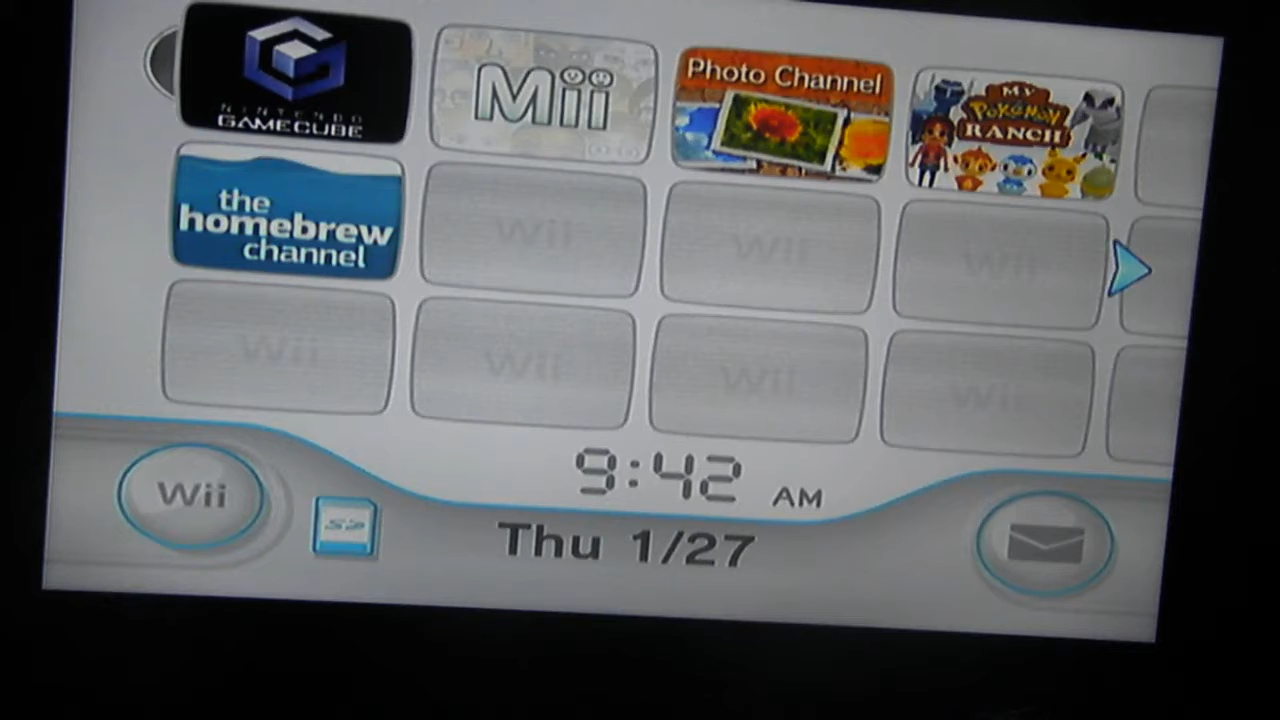 NINTENDO
GAMECUBE
Mii
Photo Channel
MY
Pokémon
RANCH
the
homebrew
channel
Wii
Wii
Wii
Wii
Wii
Wii
Wii
9:42 AM
Wii
SD
Thu 1/27